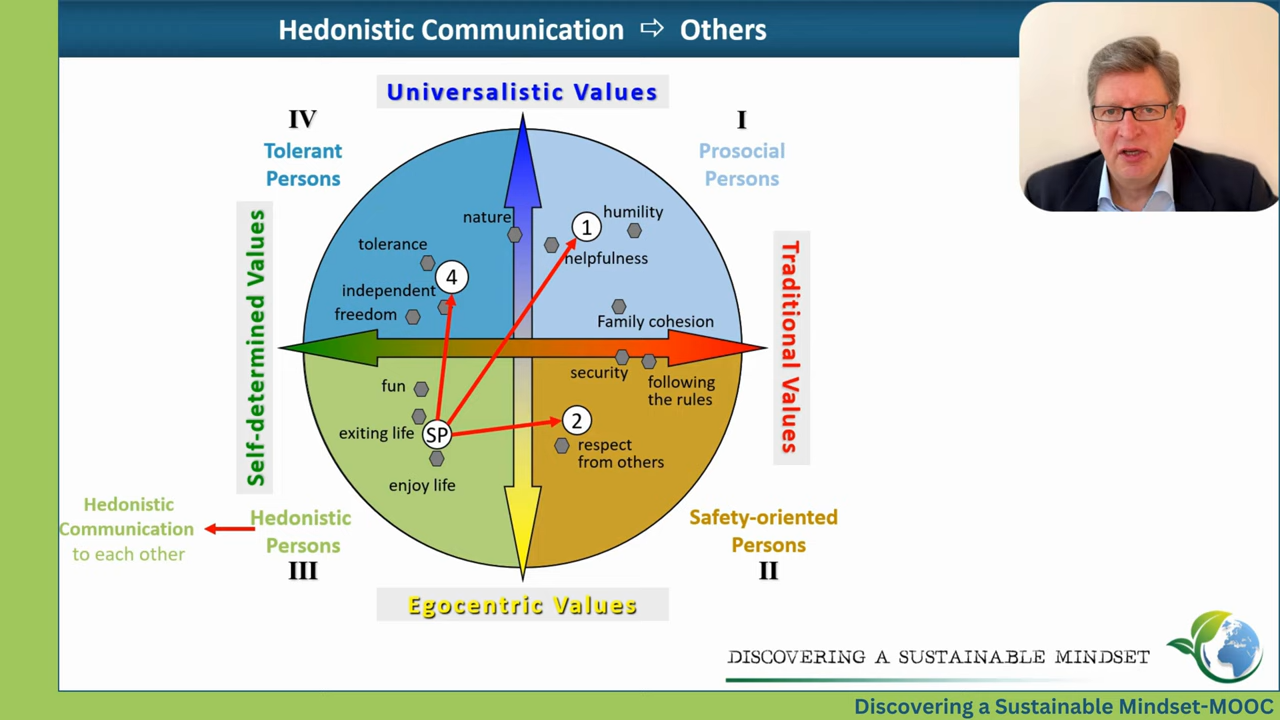 Hedonistic Communication ⇨ Others
Universalistic Values
IV
Tolerant
Persons
I
Prosocial
Persons
Self-determined Values
Traditional Values
nature
humility
1
helpfulness
tolerance
4
independent
freedom
Family cohesion
security
following
the rules
fun
exiting life
SP
2
respect
from others
enjoy life
Hedonistic
Communication
to each other
Hedonistic
Persons
III
Safety-oriented
Persons
II
Egocentric Values
DISCOVERING A SUSTAINABLE MINDSET
Discovering a Sustainable Mindset-MOOC